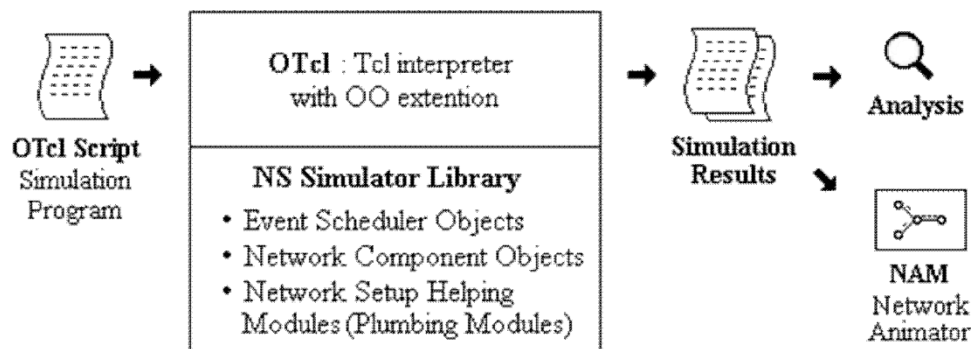 OTcl Script
Simulation
Program
OTcl : Tcl interpreter
with OO extention
NS Simulator Library
• Event Scheduler Objects
• Network Component Objects
• Network Setup Helping
Modules (Plumbing Modules)
Simulation
Results
Analysis
NAM
Network
Animator